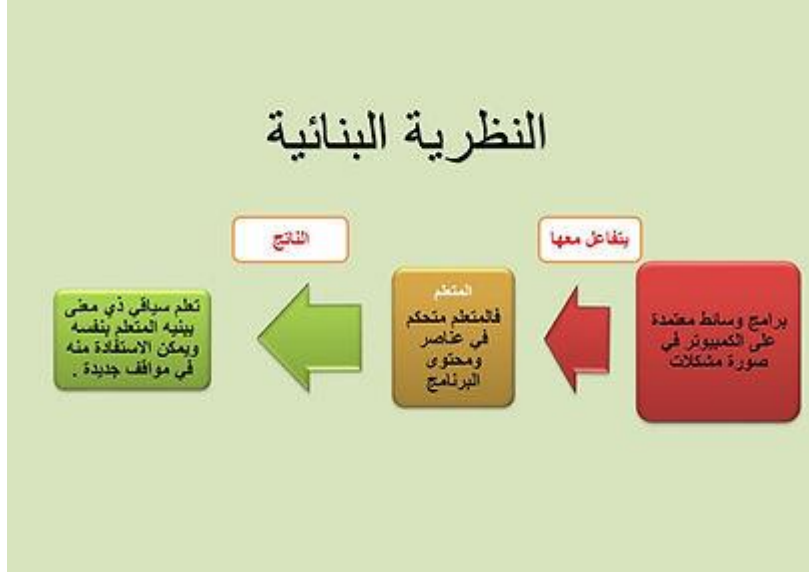 النظرية البنائية
يتفاعل معها
الناتج
برامج وسائط معتمدة
على الكمبيوتر في
صورة مشكلات
المتعلم
فالمتعلم متحكم
في عناصر
ومحتوى
البرنامج
تعلم سياقي ذي معنى
يبنيه المتعلم بنفسه
ويمكن الاستفادة منه
في مواقف جديدة .